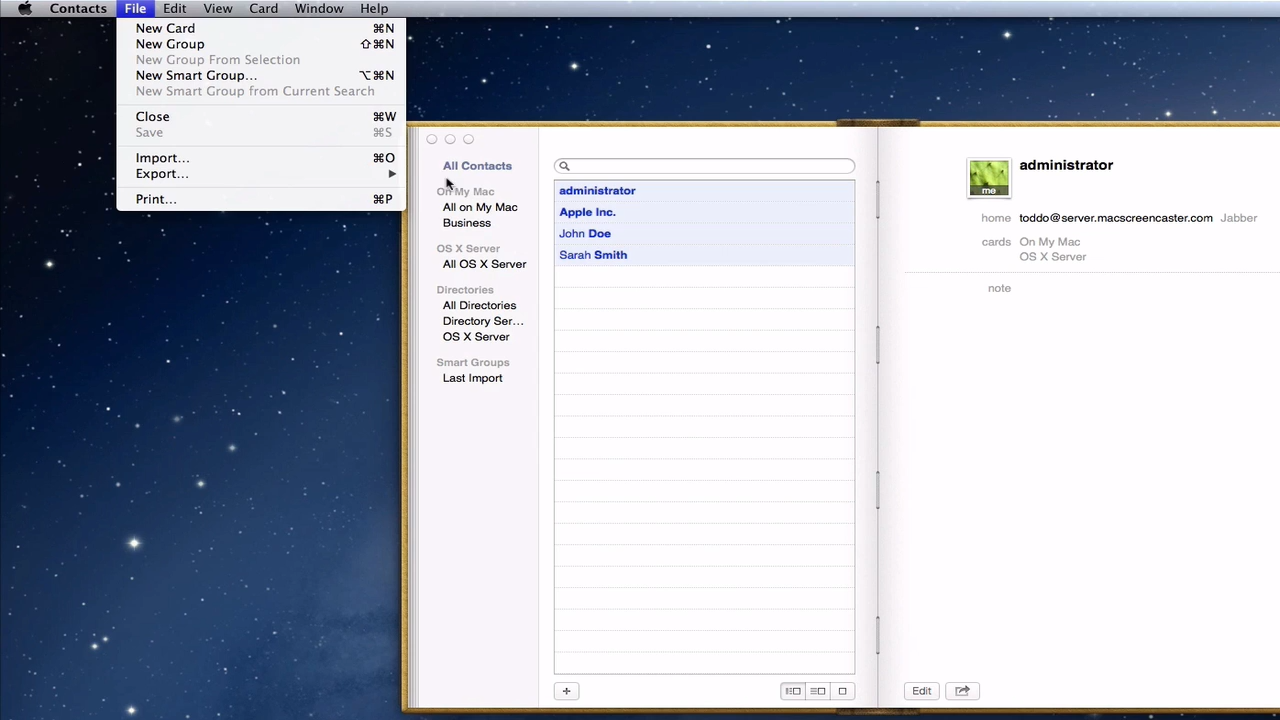 Contacts File Edit View Card Window Help
New Card ⌘N
New Group ⇧⌘N
New Group From Selection
New Smart Group... ⌥⌘N
New Smart Group from Current Search
Close ⌘W
Save ⌘S
Import... ⌘O
Export...
Print... ⌘P
All Contacts
On My Mac
All on My Mac
Business
OS X Server
All OS X Server
Directories
All Directories
Directory Ser...
OS X Server
Smart Groups
Last Import
administrator
Apple Inc.
John Doe
Sarah Smith
me
administrator
home toddo@server.macscreencaster.com Jabber
cards On My Mac
OS X Server
note
Edit